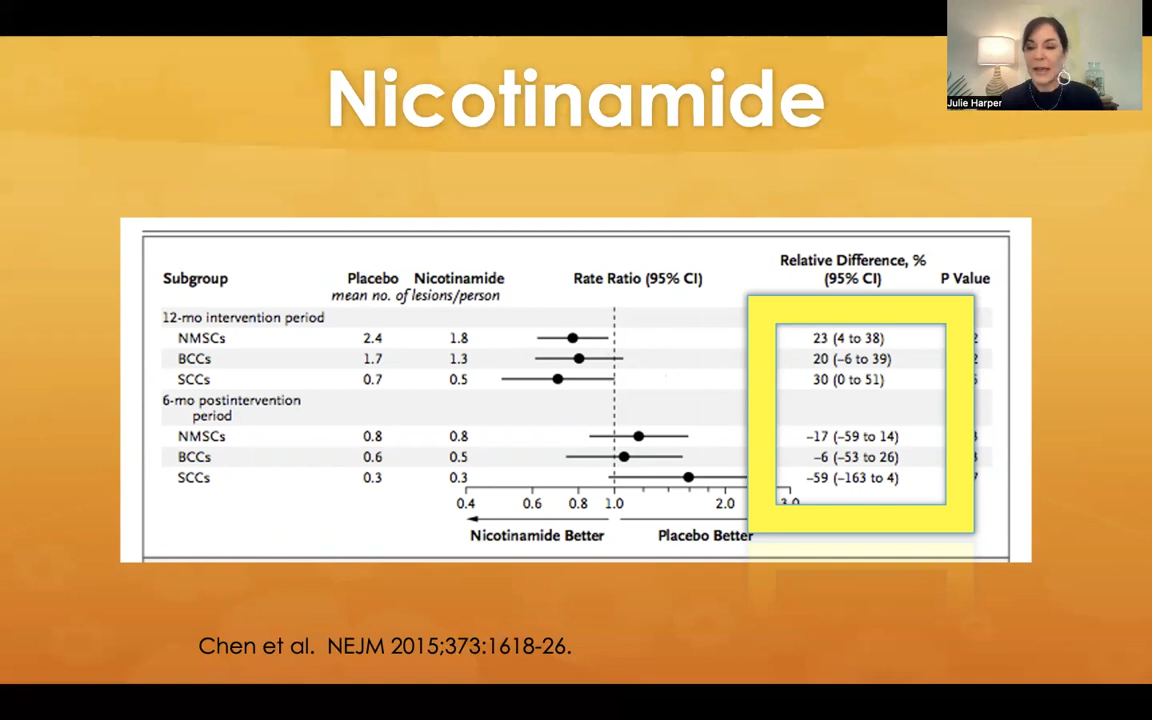 Nicotinamide
Julie Harper
Relative Difference, %
Subgroup Placebo Nicotinamide Rate Ratio (95% CI) (95% CI) P Value
mean no. of lesions/person
12-mo intervention period
NMSCs 2.4 1.8 23 (4 to 38) 2
BCCs 1.7 1.3 20 (–6 to 39) 2
SCCs 0.7 0.5 30 (0 to 51)
6-mo postintervention
period
NMSCs 0.8 0.8 –17 (–59 to 14)
BCCs 0.6 0.5 –6 (–53 to 26)
SCCs 0.3 0.3 –59 (–163 to 4)
0.4 0.6 0.8 1.0 2.0 3.0
Nicotinamide Better Placebo Better
Chen et al. NEJM 2015;373:1618-26.